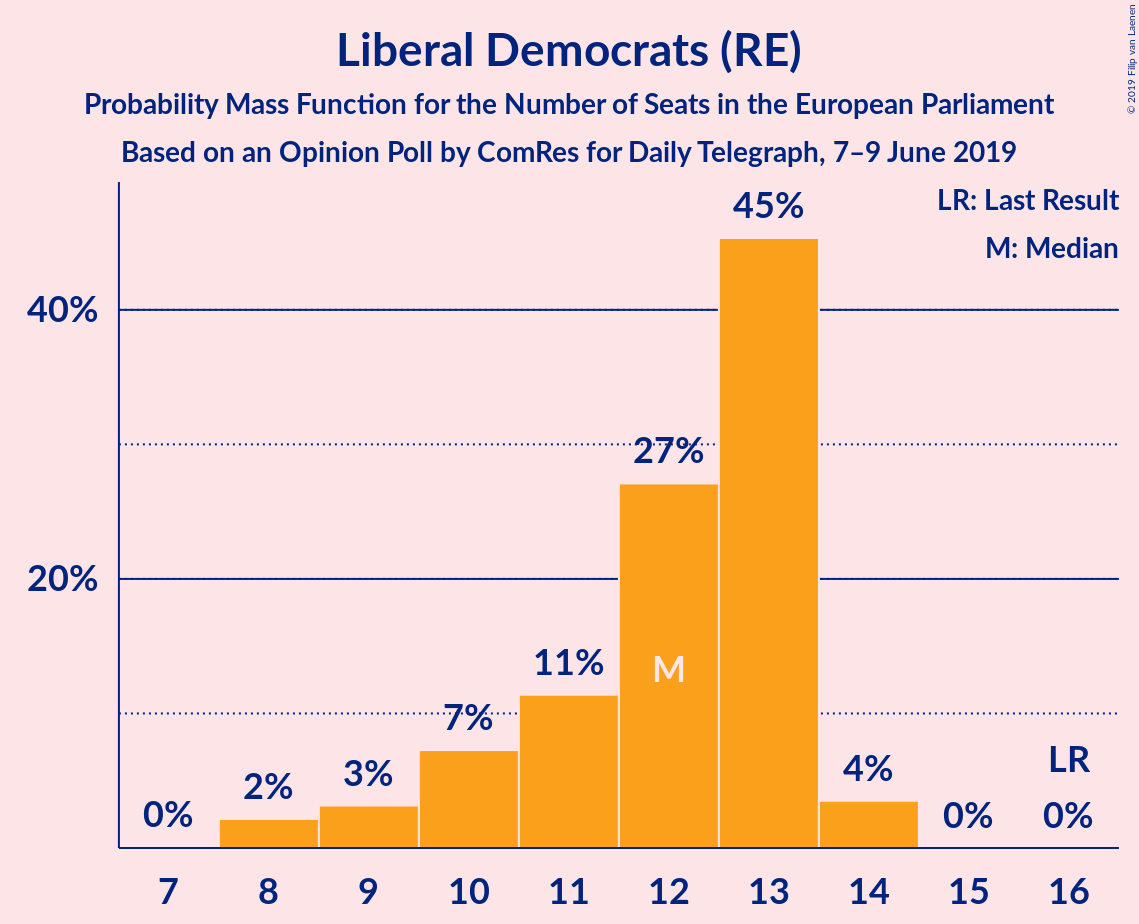 Liberal Democrats (RE)
Probability Mass Function for the Number of Seats in the European Parliament
Based on an Opinion Poll by ComRes for Daily Telegraph, 7–9 June 2019
© 2019 Filip van Laenen
LR: Last Result
M: Median
40%
20%
0%
2%
3%
7%
11%
27%
M
45%
4%
0%
LR
0%
7 8 9 10 11 12 13 14 15 16